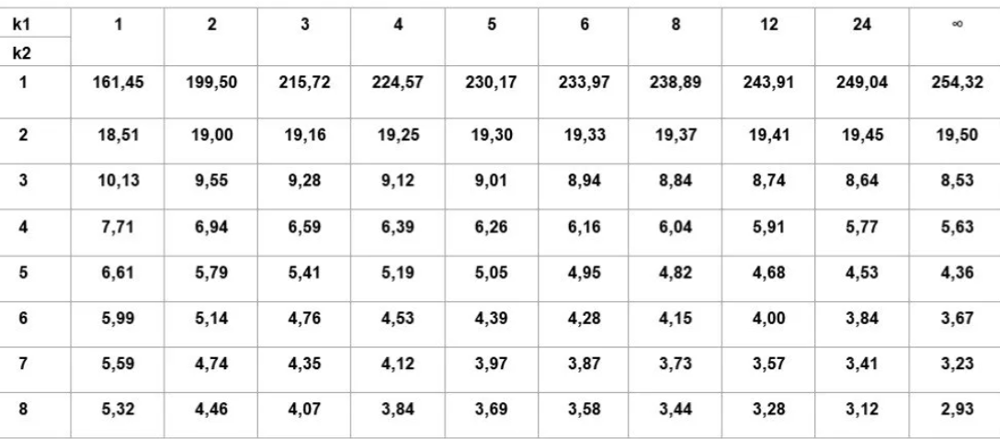 k1 1 2 3 4 5 6 8 12 24 ∞
k2
1 161,45 199,50 215,72 224,57 230,17 233,97 238,89 243,91 249,04 254,32
2 18,51 19,00 19,16 19,25 19,30 19,33 19,37 19,41 19,45 19,50
3 10,13 9,55 9,28 9,12 9,01 8,94 8,84 8,74 8,64 8,53
4 7,71 6,94 6,59 6,39 6,26 6,16 6,04 5,91 5,77 5,63
5 6,61 5,79 5,41 5,19 5,05 4,95 4,82 4,68 4,53 4,36
6 5,99 5,14 4,76 4,53 4,39 4,28 4,15 4,00 3,84 3,67
7 5,59 4,74 4,35 4,12 3,97 3,87 3,73 3,57 3,41 3,23
8 5,32 4,46 4,07 3,84 3,69 3,58 3,44 3,28 3,12 2,93